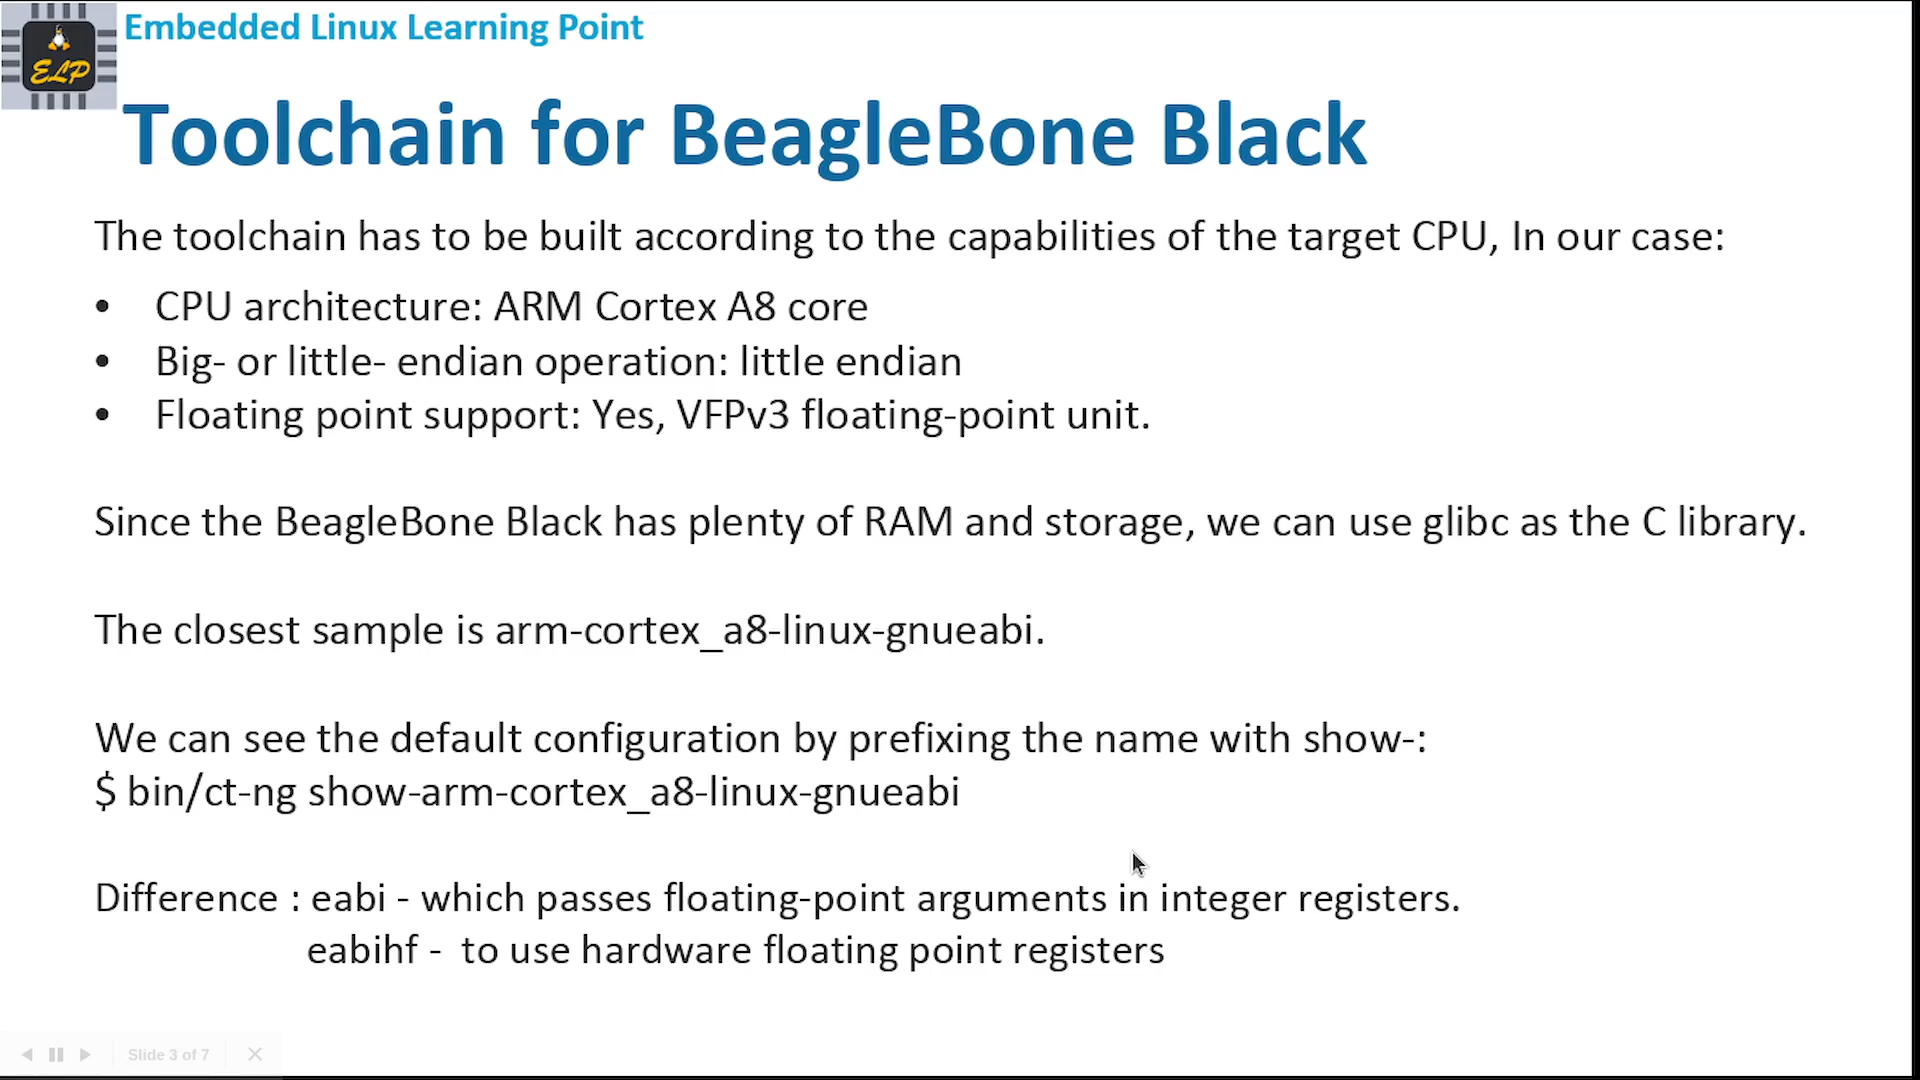 Embedded Linux Learning Point
ELP
Toolchain for BeagleBone Black
The toolchain has to be built according to the capabilities of the target CPU, In our case:
• CPU architecture: ARM Cortex A8 core
• Big- or little- endian operation: little endian
• Floating point support: Yes, VFPv3 floating-point unit.
Since the BeagleBone Black has plenty of RAM and storage, we can use glibc as the C library.
The closest sample is arm-cortex_a8-linux-gnueabi.
We can see the default configuration by prefixing the name with show-:
$ bin/ct-ng show-arm-cortex_a8-linux-gnueabi
Difference : eabi - which passes floating-point arguments in integer registers.
eabihf - to use hardware floating point registers
Slide 3 of 7